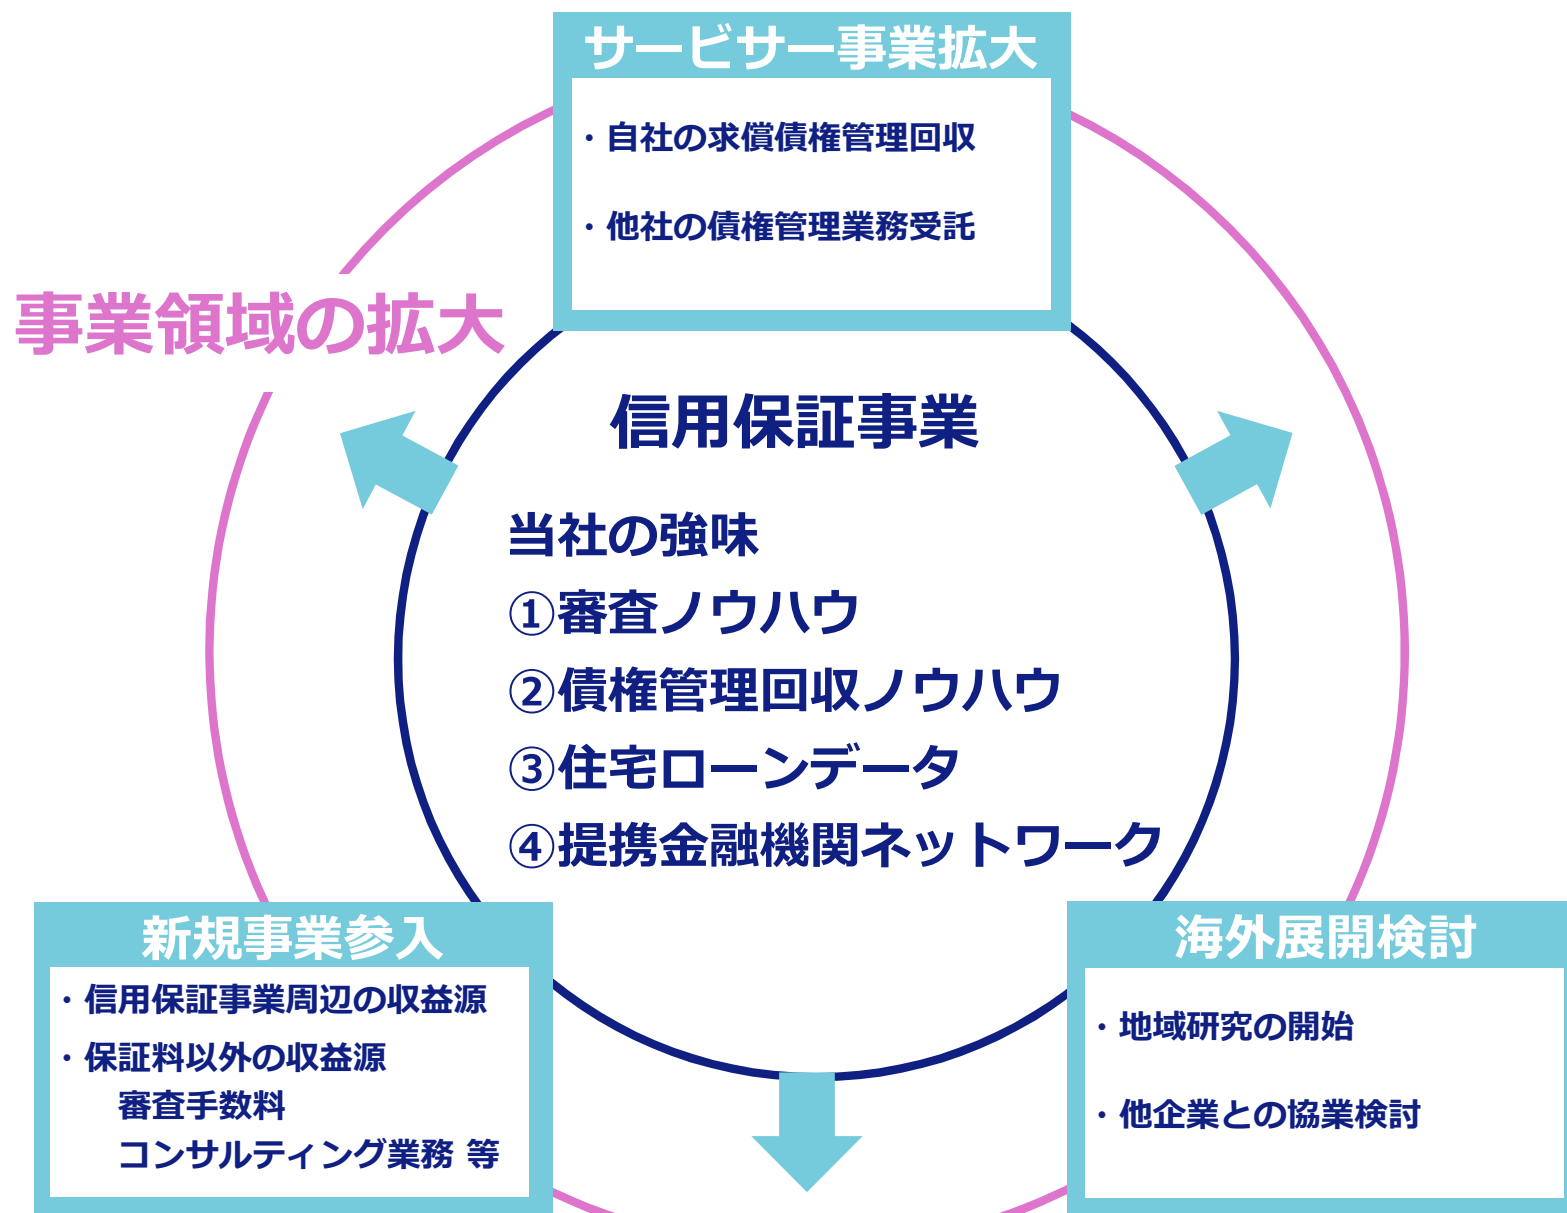 サービサー事業拡大
・自社の求償債権管理回収
・他社の債権管理業務受託
事業領域の拡大
信用保証事業
当社の強味
①審査ノウハウ
②債権管理回収ノウハウ
③住宅ローンデータ
④提携金融機関ネットワーク
新規事業参入
・信用保証事業周辺の収益源
・保証料以外の収益源
審査手数料
コンサルティング業務 等
海外展開検討
・地域研究の開始
・他企業との協業検討